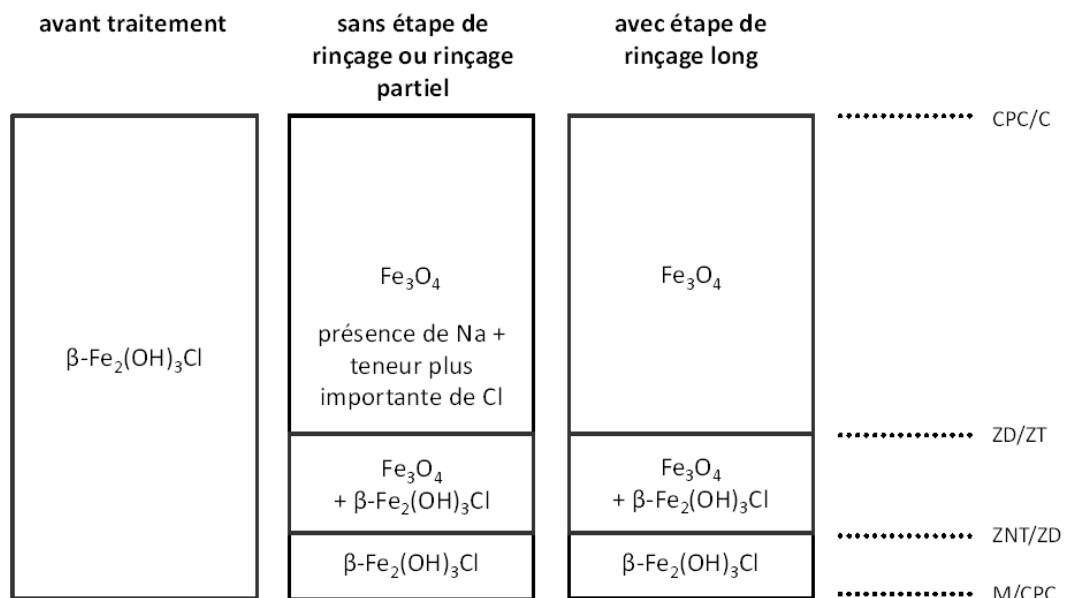 avant traitement
sans étape de
rinçage ou rinçage
partiel
avec étape de
rinçage long
β-Fe₂(OH)₃Cl
Fe₃O₄
présence de Na +
teneur plus
importante de Cl
Fe₃O₄
+ β-Fe₂(OH)₃Cl
β-Fe₂(OH)₃Cl
Fe₃O₄
Fe₃O₄
+ β-Fe₂(OH)₃Cl
β-Fe₂(OH)₃Cl
CPC/C
ZD/ZT
ZNT/ZD
M/CPC